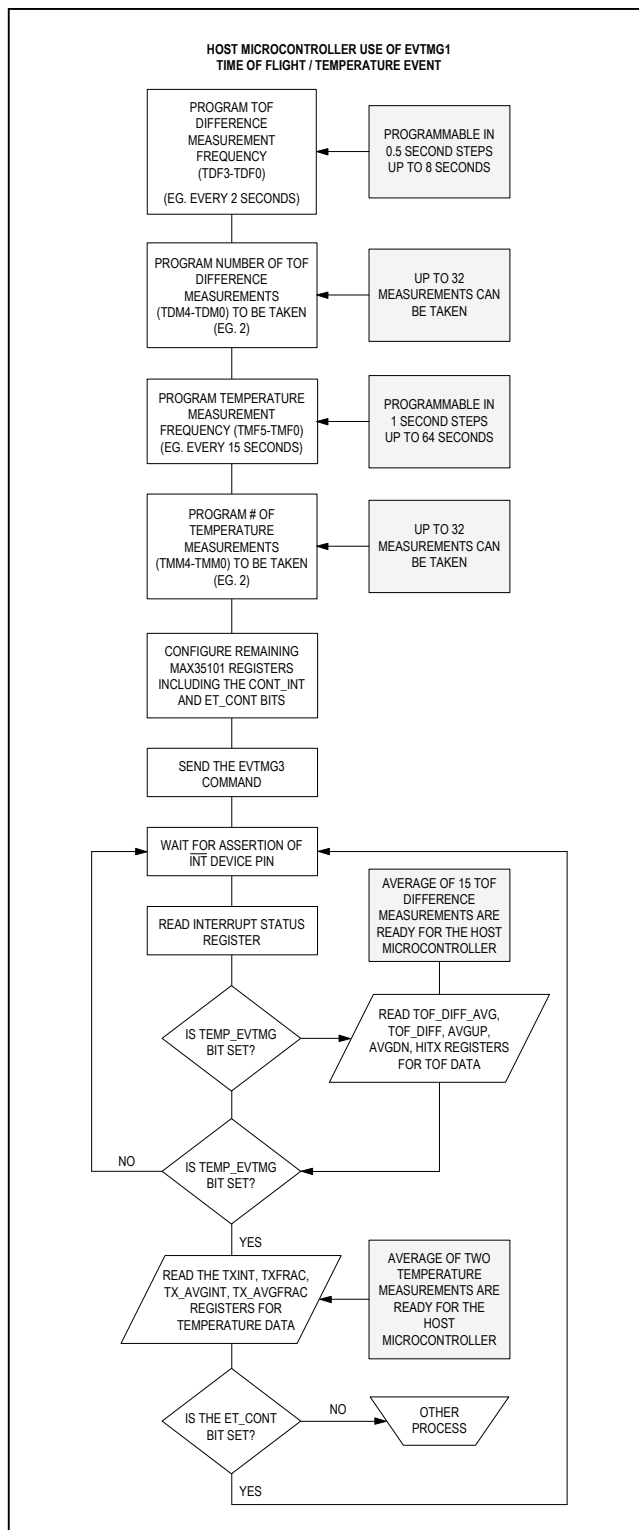 HOST MICROCONTROLLER USE OF EVTMG1
TIME OF FLIGHT / TEMPERATURE EVENT
PROGRAM TOF
DIFFERENCE
MEASUREMENT
FREQUENCY
(TDF3-TDF0)
(EG. EVERY 2 SECONDS)
PROGRAMMABLE IN
0.5 SECOND STEPS
UP TO 8 SECONDS
PROGRAM NUMBER OF TOF
DIFFERENCE
MEASUREMENTS
(TDM4-TDM0) TO BE TAKEN
(EG. 2)
UP TO 32
MEASUREMENTS CAN
BE TAKEN
PROGRAM TEMPERATURE
MEASUREMENT
FREQUENCY (TMF5-TMF0)
(EG. EVERY 15 SECONDS)
PROGRAMMABLE IN
1 SECOND STEPS
UP TO 64 SECONDS
PROGRAM # OF
TEMPERATURE
MEASUREMENTS
(TMM4-TMM0) TO BE TAKEN
(EG. 2)
UP TO 32
MEASUREMENTS CAN
BE TAKEN
CONFIGURE REMAINING
MAX35101 REGISTERS
INCLUDING THE CONT_INT
AND ET_CONT BITS
SEND THE EVTMG3
COMMAND
WAIT FOR ASSERTION OF
INT DEVICE PIN
READ INTERRUPT STATUS
REGISTER
AVERAGE OF 15 TOF
DIFFERENCE
MEASUREMENTS ARE
READY FOR THE HOST
MICROCONTROLLER
IS TEMP_EVTMG
BIT SET?
READ TOF_DIFF_AVG,
TOF_DIFF, AVGUP,
AVGDN, HITX REGISTERS
FOR TOF DATA
NO
IS TEMP_EVTMG
BIT SET?
YES
READ THE TXINT, TXFRAC,
TX_AVGINT, TX_AVGFRAC
REGISTERS FOR
TEMPERATURE DATA
AVERAGE OF TWO
TEMPERATURE
MEASUREMENTS ARE
READY FOR THE
HOST
MICROCONTROLLER
IS THE ET_CONT
BIT SET?
NO
OTHER
PROCESS
YES